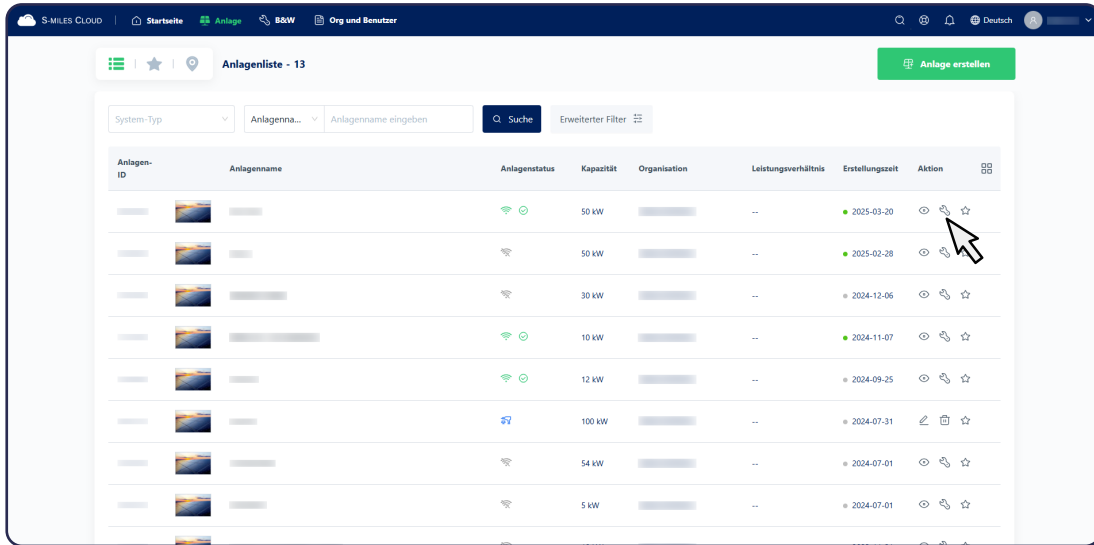 S-MILES CLOUD Startseite Anlage B&W Org und Benutzer Deutsch A
Anlagenliste - 13 Anlage erstellen
System-Typ Anlagenna... Anlagenname eingeben Suche Erweiterter Filter
Anlagen-ID Anlagenname Anlagenstatus Kapazität Organisation Leistungsverhältnis Erstellungszeit Aktion
50 kW -- 2025-03-20
50 kW -- 2025-02-28
30 kW -- 2024-12-06
10 kW -- 2024-11-07
12 kW -- 2024-09-25
100 kW -- 2024-07-31
54 kW -- 2024-07-01
5 kW -- 2024-07-01